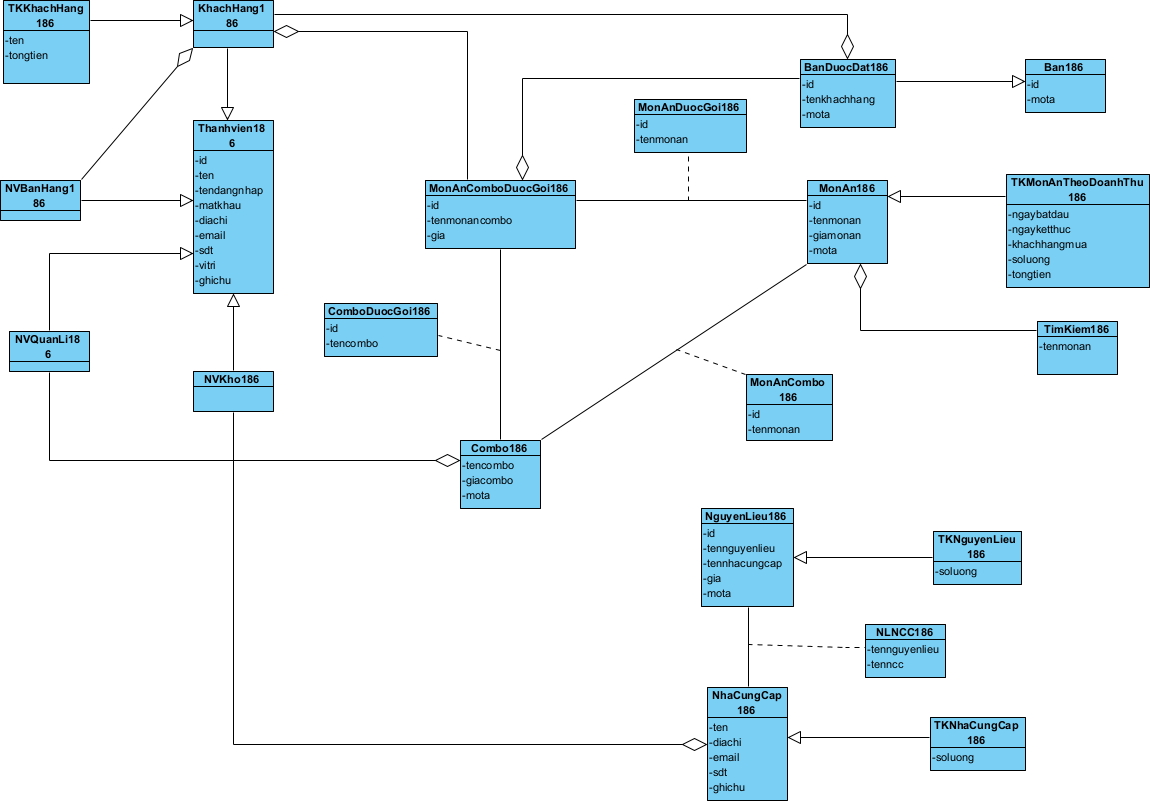 TKKhachHang
186
-ten
-tongtien
KhachHang1
86
BanDuocDat186
-id
-tenkhachhang
-mota
Ban186
-id
-mota
MonAnDuocGoi186
-id
-tenmonan
Thanhvien18
6
-id
-ten
-tendangnhap
-matkhau
-diachi
-email
-sdt
-vitri
-ghichu
NVBanHang1
86
MonAnComboDuocGoi186
-id
-tenmonancombo
-gia
MonAn186
-id
-tenmonan
-giamonan
-mota
TKMonAnTheoDoanhThu
186
-ngaybatdau
-ngayketthuc
-khachhangmua
-soluong
-tongtien
ComboDuocGoi186
-id
-tencombo
TimKiem186
-tenmonan
NVQuanLi18
6
NVKho186
MonAnCombo
186
-id
-tenmonan
Combo186
-tencombo
-giacombo
-mota
NguyenLieu186
-id
-tennguyenlieu
-tennhacungcap
-gia
-mota
TKNguyenLieu
186
-soluong
NLNCC186
-tennguyenlieu
-tenncc
NhaCungCap
186
-ten
-diachi
-email
-sdt
-ghichu
TKNhaCungCap
186
-soluong